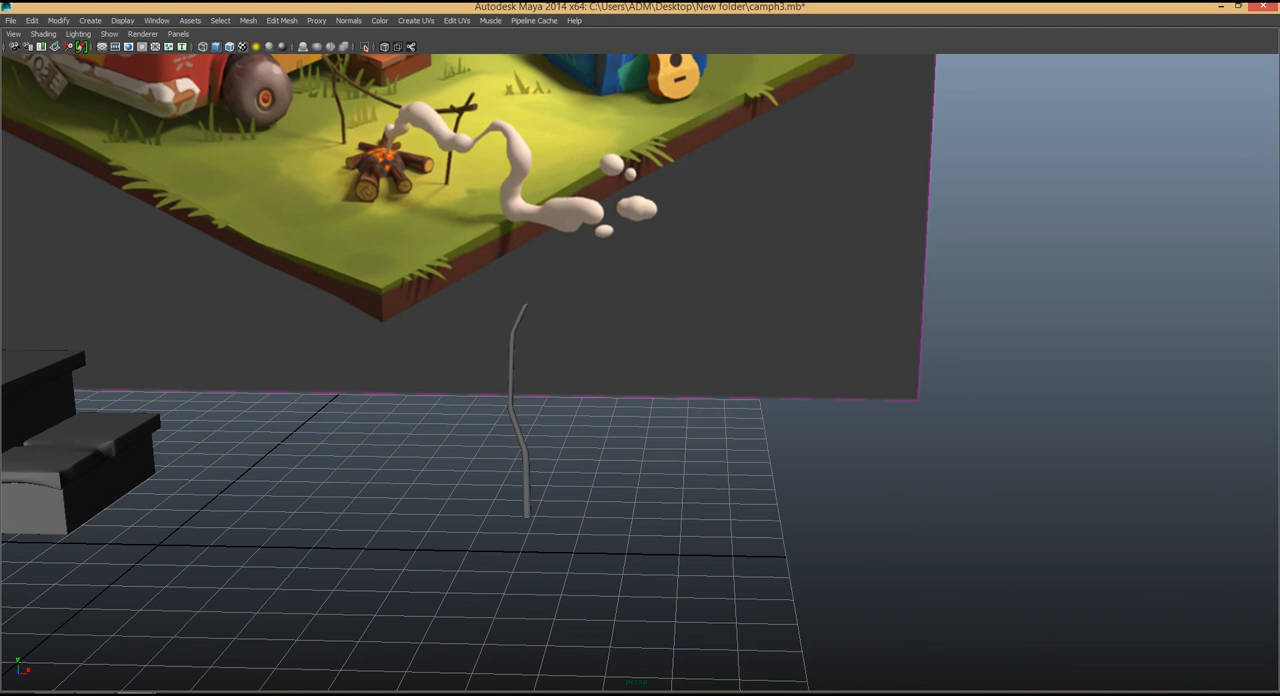 Autodesk Maya 2014 x64: C:\Users\ADM\Desktop\New folder\camph3.mb*
File Edit Modify Create Display Window Assets Select Mesh Edit Mesh Proxy Normals Color Create UVs Edit UVs Muscle Pipeline Cache Help
View Shading Lighting Show Renderer Panels
persp